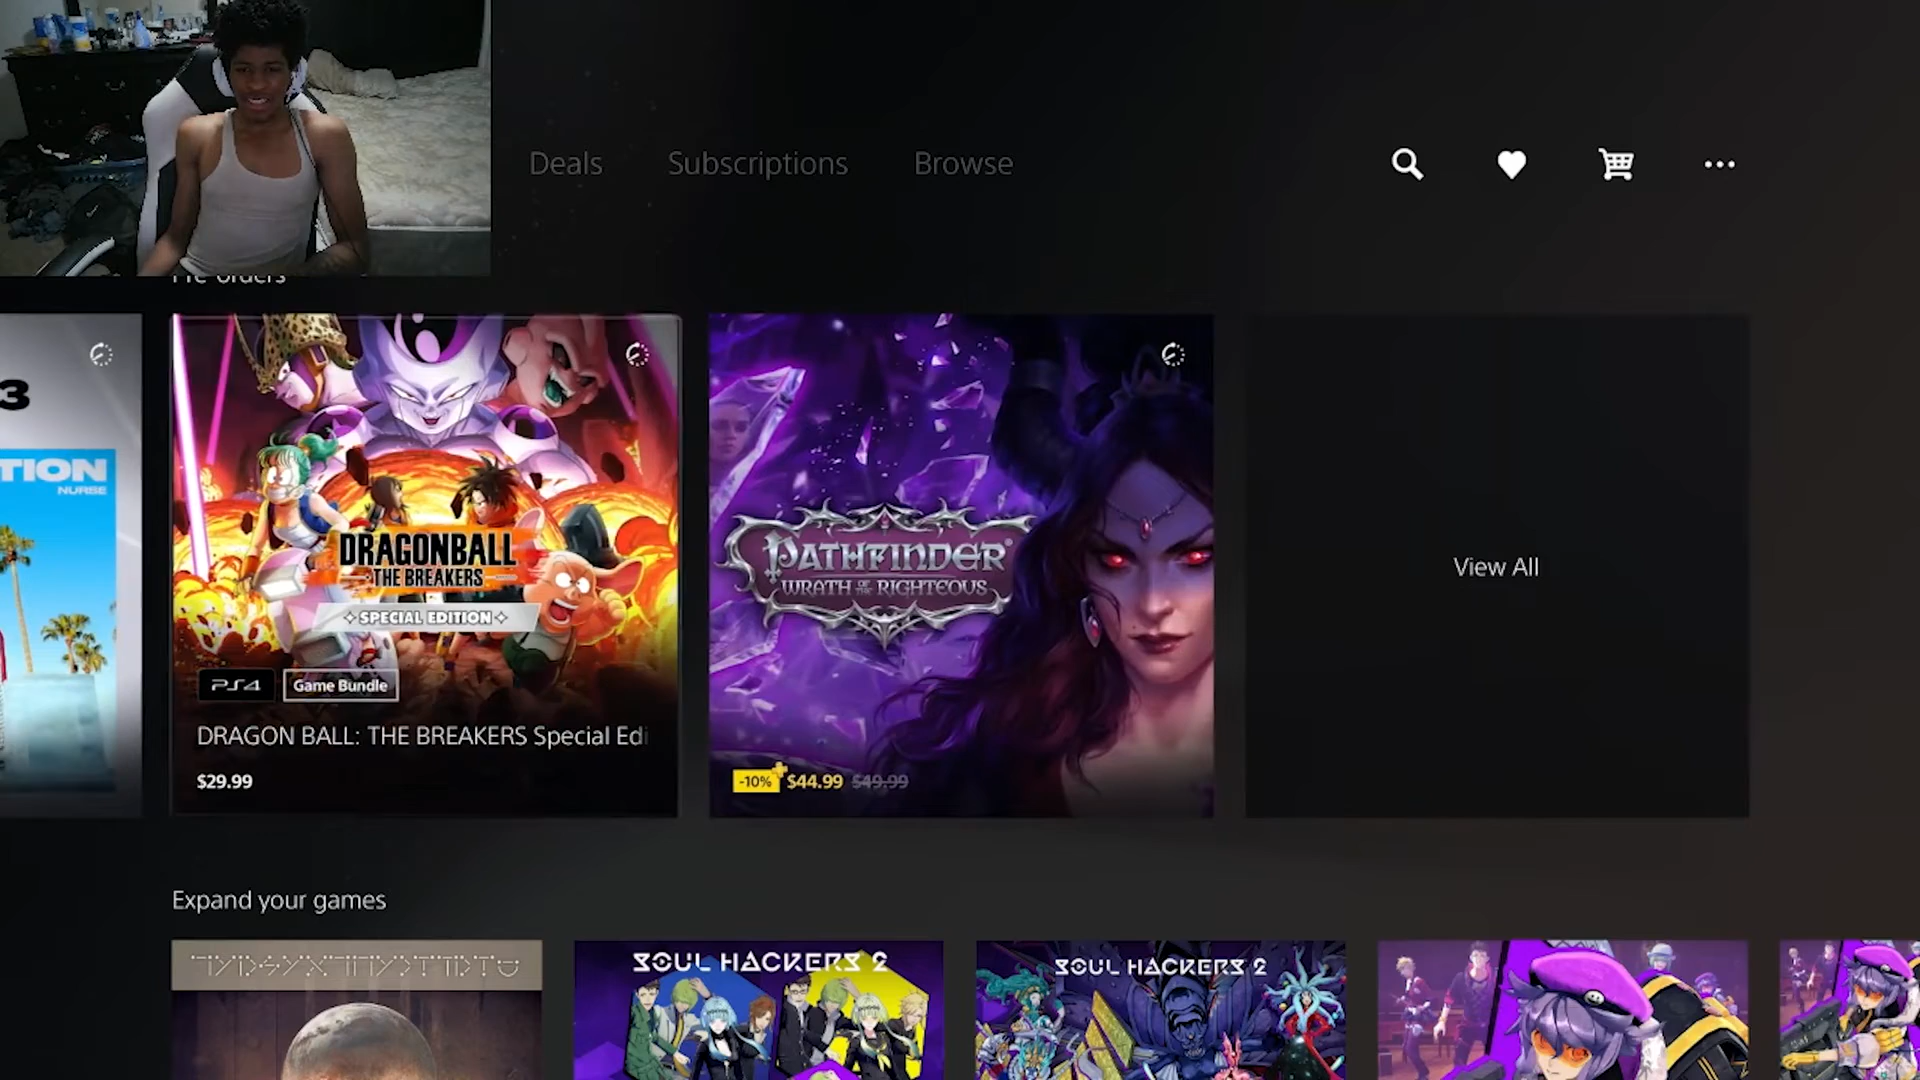 Deals
Subscriptions
Browse
Pre-orders
3
TION
NURSE
DRAGONBALL
THE BREAKERS
SPECIAL EDITION
PS4
Game Bundle
DRAGON BALL: THE BREAKERS Special Edi
$29.99
PATHFINDER
WRATH OF THE RIGHTEOUS
-10% $44.99 $49.99
View All
Expand your games
SOUL HACKERS 2
SOUL HACKERS 2